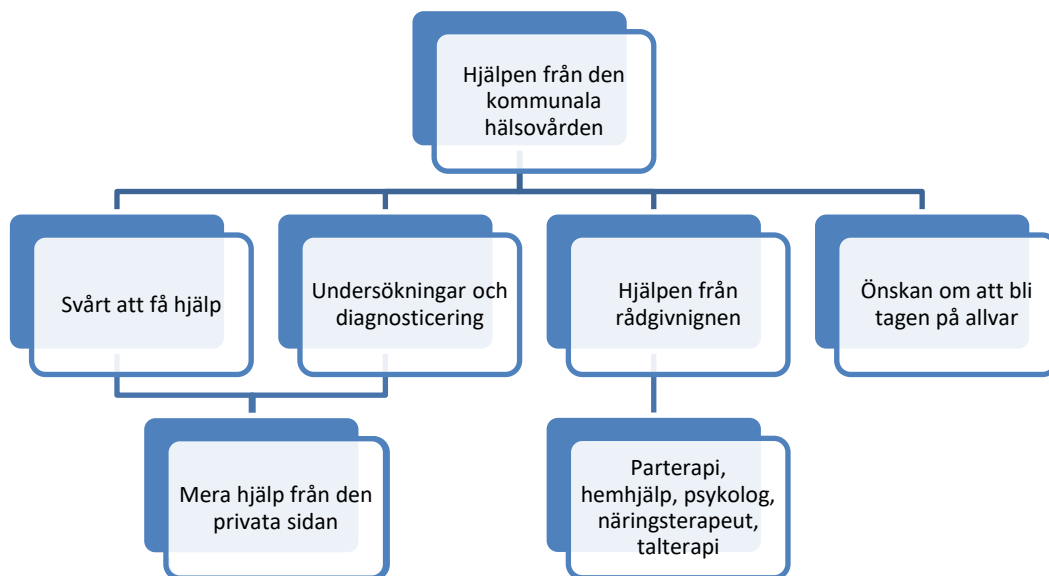 Hjälpen från den
kommunala
hälsovården
Svårt att få hjälp
Undersökningar och
diagnosticering
Hjälpen från
rådgivnignen
Önskan om att bli
tagen på allvar
Mera hjälp från den
privata sidan
Parterapi,
hemhjälp, psykolog,
näringsterapeut,
talterapi